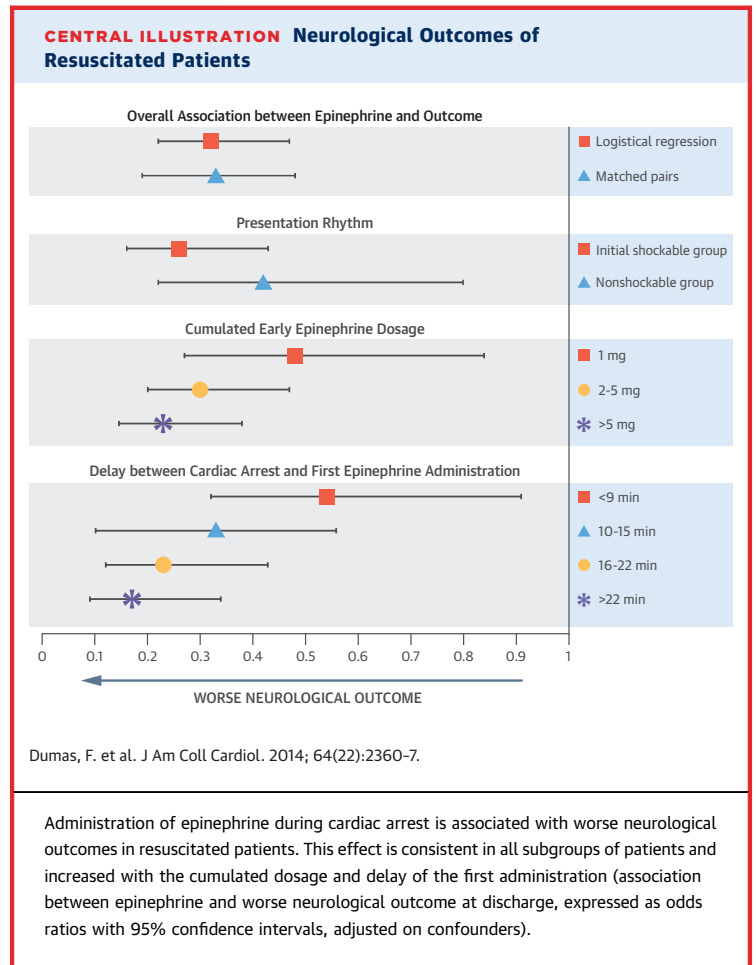 CENTRAL ILLUSTRATION Neurological Outcomes of
Resuscitated Patients
Overall Association between Epinephrine and Outcome
Logistical regression
Matched pairs
Presentation Rhythm
Initial shockable group
Nonshockable group
Cumulated Early Epinephrine Dosage
1 mg
2-5 mg
>5 mg
Delay between Cardiac Arrest and First Epinephrine Administration
<9 min
10-15 min
16-22 min
>22 min
0 0.1 0.2 0.3 0.4 0.5 0.6 0.7 0.8 0.9 1
WORSE NEUROLOGICAL OUTCOME
Dumas, F. et al. J Am Coll Cardiol. 2014; 64(22):2360–7.
Administration of epinephrine during cardiac arrest is associated with worse neurological
outcomes in resuscitated patients. This effect is consistent in all subgroups of patients and
increased with the cumulated dosage and delay of the first administration (association
between epinephrine and worse neurological outcome at discharge, expressed as odds
ratios with 95% confidence intervals, adjusted on confounders).